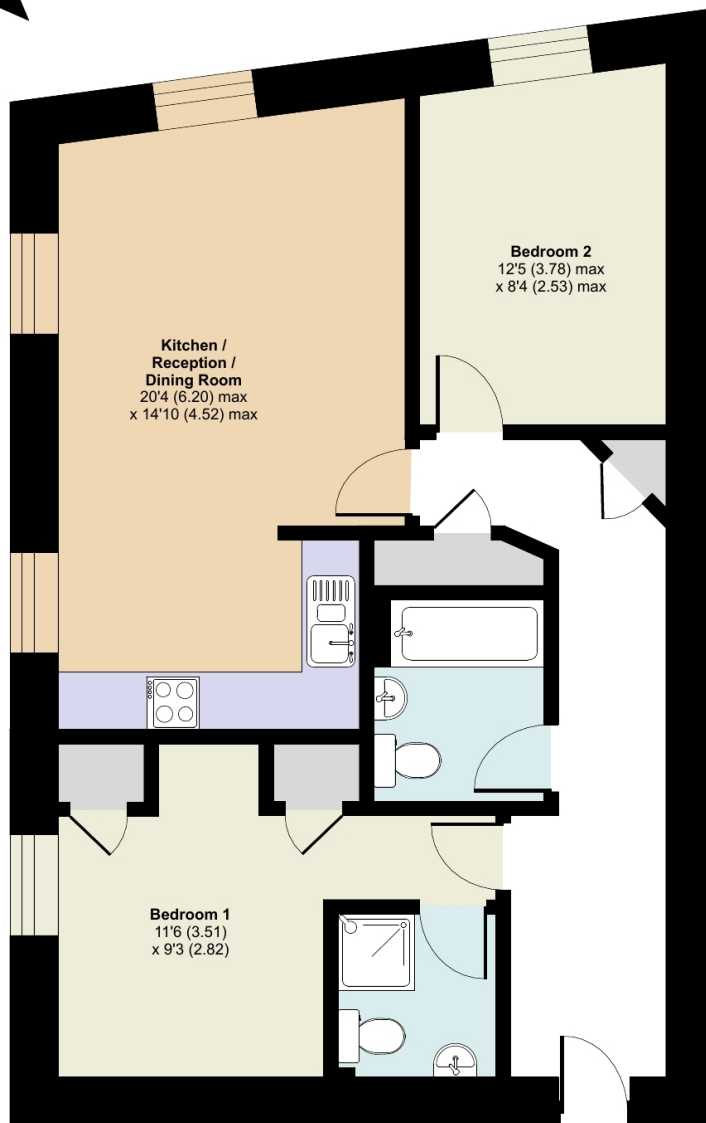 Bedroom 2
12'5 (3.78) max
x 8'4 (2.53) max
Kitchen /
Reception /
Dining Room
20'4 (6.20) max
x 14'10 (4.52) max
Bedroom 1
11'6 (3.51)
x 9'3 (2.82)